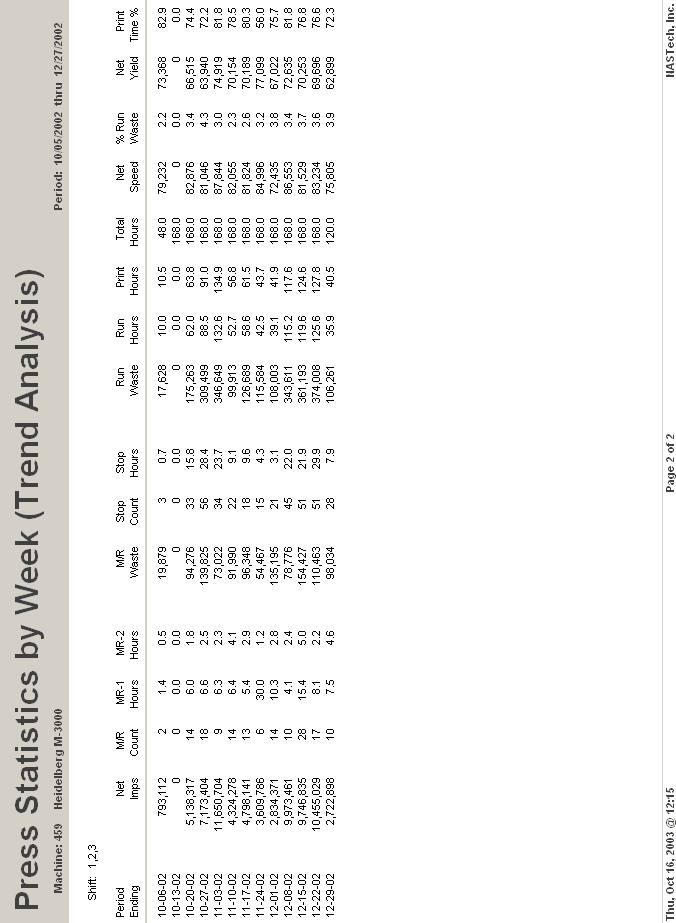 Press Statistics by Week (Trend Analysis)
Machine: 459 Heidelberg M-3000 Period: 10/05/2002 thru 12/27/2002
Shift: 1,2,3
Period Net M/R MR-1 MR-2 M/R Stop Stop Run Run Print Total Net % Run Net Print
Ending Imps Count Hours Hours Waste Count Hours Waste Hours Hours Hours Speed Waste Yield Time %
10-06-02 793,112 2 1.4 0.5 19,879 3 0.7 17,628 10.0 10.5 48.0 79,232 2.2 73,368 82.9
10-13-02 0 0 0.0 0.0 0 0 0.0 0 0.0 0.0 168.0 0 0.0 0 0.0
10-20-02 5,138,317 14 6.0 1.8 94,276 33 15.8 175,263 62.0 63.8 168.0 82,876 3.4 66,515 74.4
10-27-02 7,173,404 18 6.6 2.5 139,825 56 28.4 309,499 88.5 91.0 168.0 81,046 4.3 63,940 72.2
11-03-02 11,650,704 9 6.3 2.3 73,022 34 23.7 346,649 132.6 134.9 168.0 87,844 3.0 74,919 81.8
11-10-02 4,324,278 14 6.4 4.1 91,990 22 9.1 99,913 52.7 56.8 168.0 82,055 2.3 70,154 78.5
11-17-02 4,798,141 13 5.4 2.9 96,348 18 9.6 126,689 58.6 61.5 168.0 81,824 2.6 70,189 80.3
11-24-02 3,609,786 6 30.0 1.2 54,467 15 4.3 115,584 42.5 43.7 168.0 84,996 3.2 77,099 56.0
12-01-02 2,834,371 14 10.3 2.8 135,195 21 3.1 108,003 39.1 41.9 168.0 72,435 3.8 67,022 75.7
12-08-02 9,973,461 10 4.1 2.4 78,776 45 22.0 343,611 115.2 117.6 168.0 86,553 3.4 72,635 81.8
12-15-02 9,746,835 28 15.4 5.0 154,427 51 21.9 361,193 119.6 124.6 168.0 81,529 3.7 70,253 76.8
12-22-02 10,455,029 17 8.1 2.2 110,463 51 29.9 374,008 125.6 127.8 168.0 83,234 3.6 69,696 76.6
12-29-02 2,722,898 10 7.5 4.6 98,034 28 7.9 106,261 35.9 40.5 120.0 75,805 3.9 62,899 72.3
Thu, Oct 16, 2003 @ 12:15 Page 2 of 2 IIASTech, Inc.